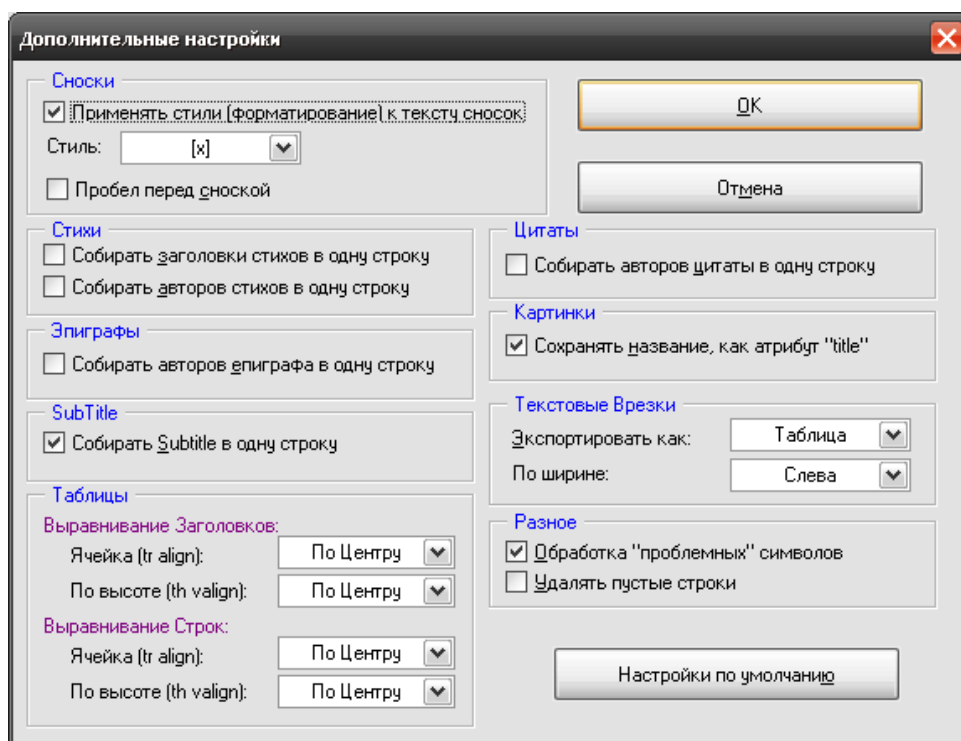 Дополнительные настройки
Сноски
Применять стили (форматирование) к тексту сносок
Стиль: [x]
Пробел перед сноской
OK
Отмена
Стихи
Собирать заголовки стихов в одну строку
Собирать авторов стихов в одну строку
Эпиграфы
Собирать авторов епиграфа в одну строку
SubTitle
Собирать Subtitle в одну строку
Таблицы
Выравнивание Заголовков:
Ячейка (tr align): По Центру
По высоте (th valign): По Центру
Выравнивание Строк:
Ячейка (tr align): По Центру
По высоте (th valign): По Центру
Цитаты
Собирать авторов цитаты в одну строку
Картинки
Сохранять название, как атрибут "title"
Текстовые Врезки
Экспортировать как: Таблица
По ширине: Слева
Разное
Обработка "проблемных" символов
Удалять пустые строки
Настройки по умолчанию